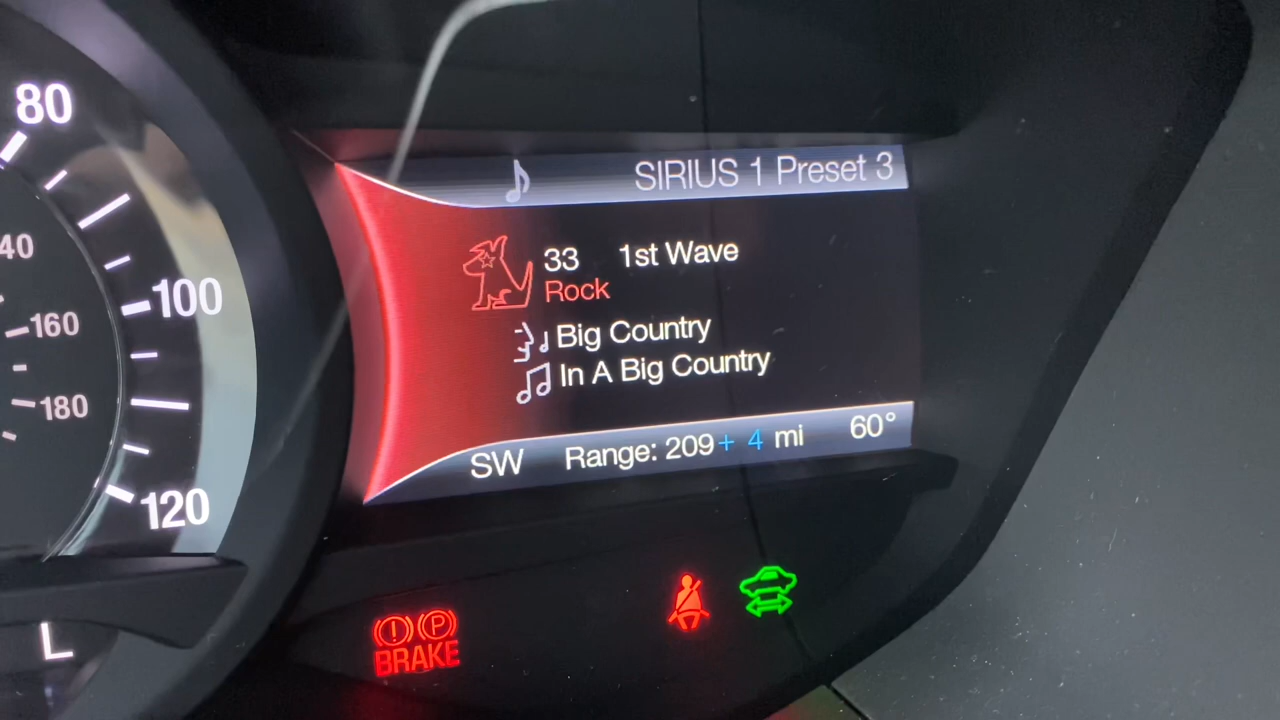 80
100
120
40
160
180
L
SIRIUS 1 Preset 3
33 1st Wave
Rock
Big Country
In A Big Country
SW Range: 209+ 4 mi 60°
(!) (P)
BRAKE